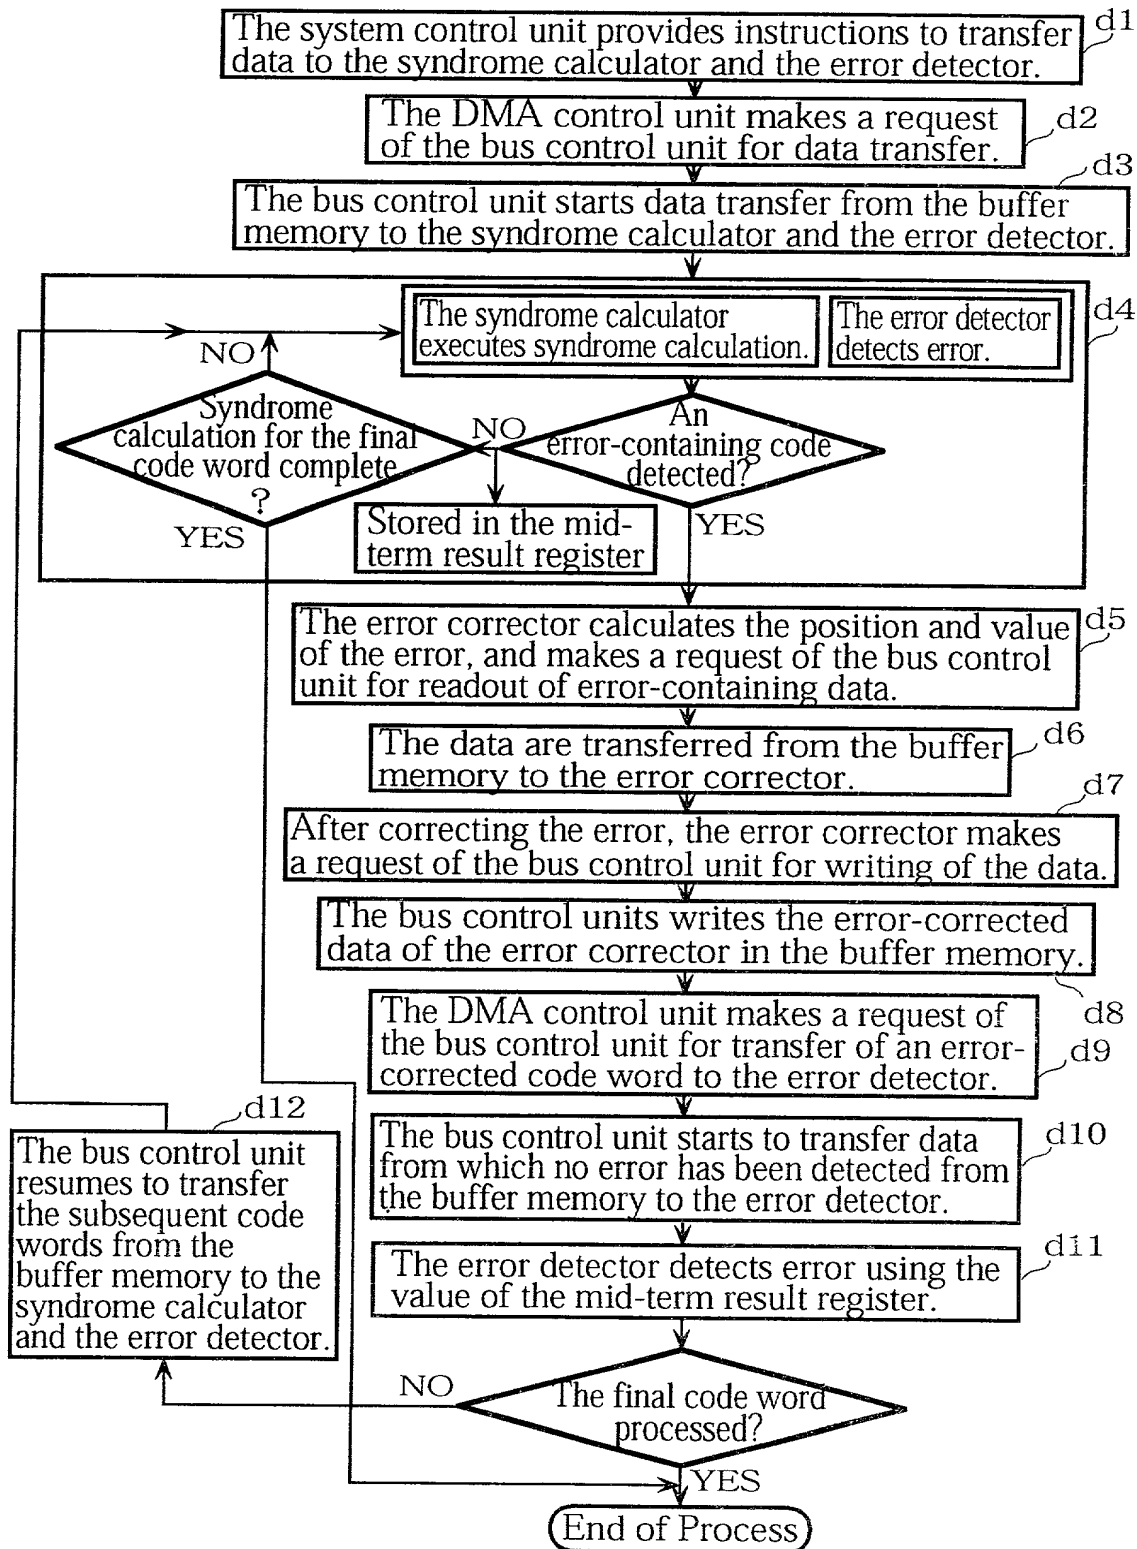 The system control unit provides instructions to transfer
data to the syndrome calculator and the error detector.
d1
The DMA control unit makes a request
of the bus control unit for data transfer.
d2
d3
The bus control unit starts data transfer from the buffer
memory to the syndrome calculator and the error detector.
d4
The syndrome calculator
executes syndrome calculation.
The error detector
detects error.
NO
Syndrome
calculation for the final
code word complete
?
YES
NO
An
error-containing code
detected?
YES
Stored in the mid-
term result register
The error corrector calculates the position and value
of the error, and makes a request of the bus control
unit for readout of error-containing data.
d5
The data are transferred from the buffer
memory to the error corrector.
d6
d7
After correcting the error, the error corrector makes
a request of the bus control unit for writing of the data.
The bus control units writes the error-corrected
data of the error corrector in the buffer memory.
d8
The DMA control unit makes a request of
the bus control unit for transfer of an error-
corrected code word to the error detector.
d9
The bus control unit starts to transfer data
from which no error has been detected from
the buffer memory to the error detector.
d10
The error detector detects error using the
value of the mid-term result register.
d11
d12
The bus control unit
resumes to transfer
the subsequent code
words from the
buffer memory to the
syndrome calculator
and the error detector.
NO
The final code word
processed?
YES
End of Process